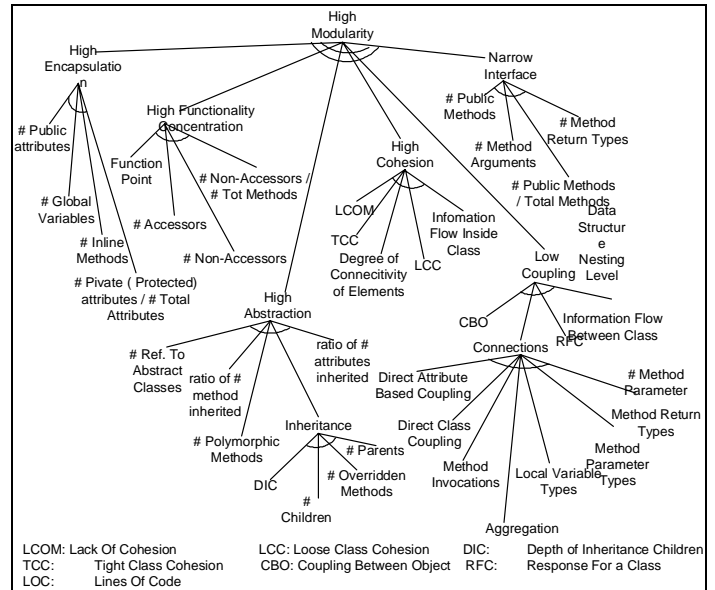 High
Modularity
High
Encapsulatio
n
Narrow
Interface
# Public
attributes
# Global
Variables
# Inline
Methods
# Pivate ( Protected)
attributes / # Total
Attributes
High Functionality
Concentration
Function
Point
# Accessors
# Non-Accessors
# Non-Accessors /
# Tot Methods
High
Cohesion
LCOM
TCC
Degree of
Connecitivity
of Elements
LCC
Infomation
Flow Inside
Class
# Public
Methods
# Method
Arguments
# Public Methods
/ Total Methods
# Method
Return Types
Data
Structur
e
Nesting
Level
Low
Coupling
CBO
RFC
Information Flow
Between Class
Connections
Direct Attribute
Based Coupling
Direct Class
Coupling
Method
Invocations
Aggregation
Local Variable
Types
Method
Parameter
Types
Method Return
Types
# Method
Parameter
High
Abstraction
# Ref. To
Abstract
Classes
ratio of #
method
inherited
# Polymorphic
Methods
ratio of #
attributes
inherited
Inheritance
DIC
#
Children
# Overridden
Methods
# Parents
LCOM: Lack Of Cohesion LCC: Loose Class Cohesion DIC: Depth of Inheritance Children
TCC: Tight Class Cohesion CBO: Coupling Between Object RFC: Response For a Class
LOC: Lines Of Code